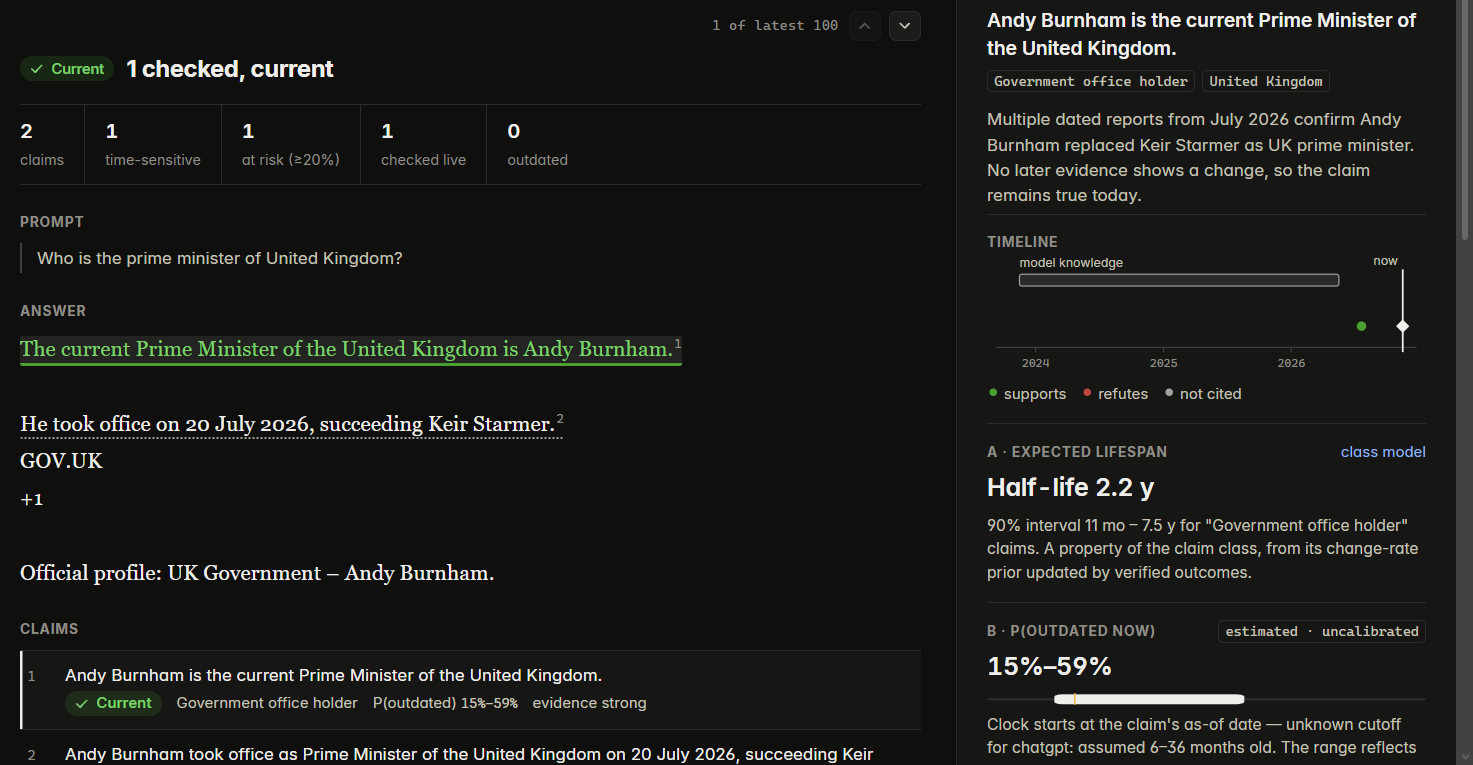 1 of latest 100
Current
1 checked, current
2
claims
1
time-sensitive
1
at risk (≥20%)
1
checked live
0
outdated
PROMPT
Who is the prime minister of United Kingdom?
ANSWER
The current Prime Minister of the United Kingdom is Andy Burnham.1
He took office on 20 July 2026, succeeding Keir Starmer.2
GOV.UK
+1
Official profile: UK Government – Andy Burnham.
CLAIMS
1
Andy Burnham is the current Prime Minister of the United Kingdom.
Current Government office holder P(outdated) 15%–59% evidence strong
2
Andy Burnham took office as Prime Minister of the United Kingdom on 20 July 2026, succeeding Keir
Andy Burnham is the current Prime Minister of
the United Kingdom.
Government office holder United Kingdom
Multiple dated reports from July 2026 confirm Andy
Burnham replaced Keir Starmer as UK prime minister.
No later evidence shows a change, so the claim
remains true today.
TIMELINE
model knowledge
now
2024 2025 2026
supports refutes not cited
A · EXPECTED LIFESPAN class model
Half-life 2.2 y
90% interval 11 mo – 7.5 y for "Government office holder"
claims. A property of the claim class, from its change-rate
prior updated by verified outcomes.
B · P(OUTDATED NOW) estimated · uncalibrated
15%–59%
Clock starts at the claim's as-of date — unknown cutoff
for chatgpt: assumed 6–36 months old. The range reflects